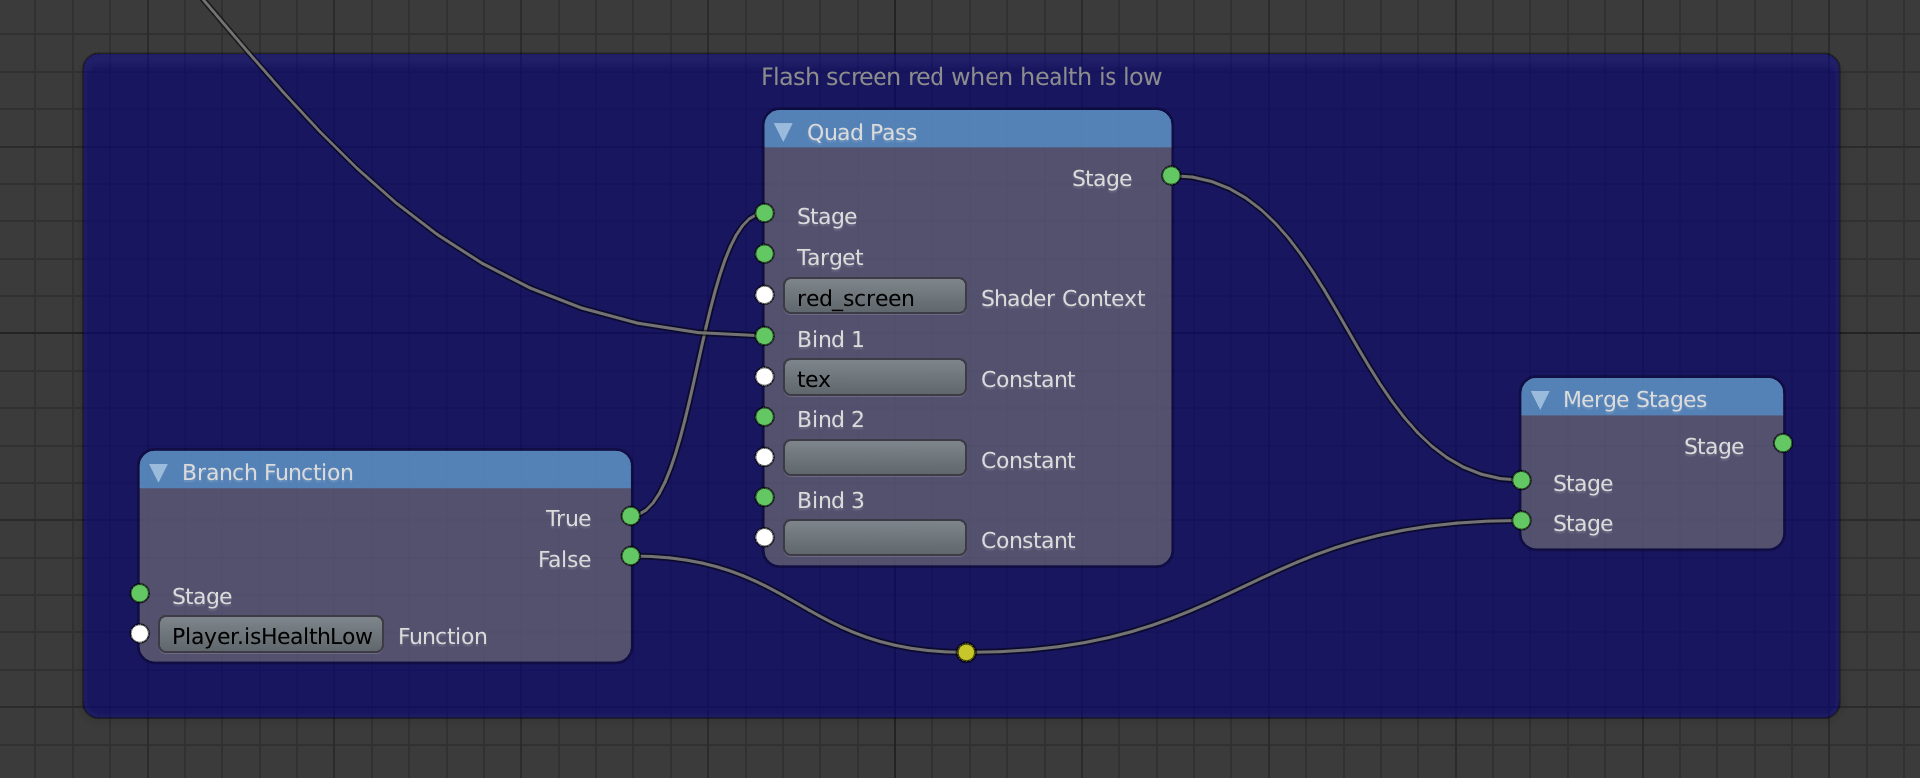 Flash screen red when health is low
Quad Pass
Stage
Stage
Target
red_screen Shader Context
Bind 1
tex Constant
Bind 2
Constant
Bind 3
Constant
Branch Function
True
False
Stage
Player.isHealthLow Function
Merge Stages
Stage
Stage
Stage